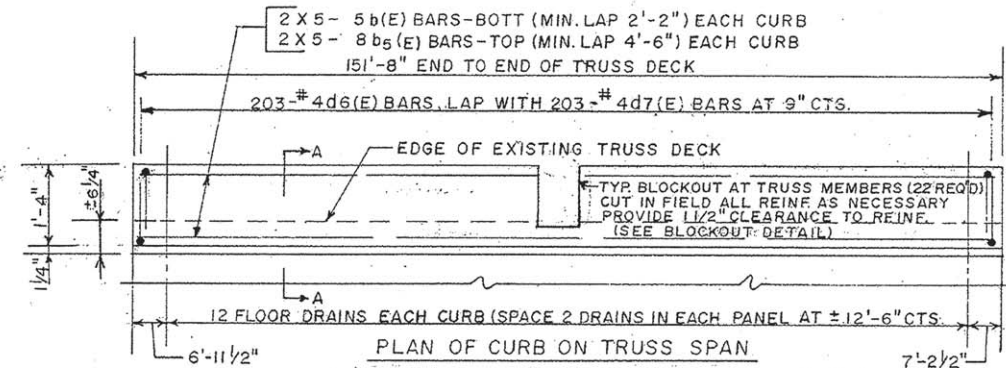 2 X 5 - 5 b(E) BARS-BOTT (MIN. LAP 2'-2") EACH CURB
2 X 5 - 8 b5(E) BARS-TOP (MIN. LAP 4'-6") EACH CURB
151'-8" END TO END OF TRUSS DECK
203-#4d6(E) BARS, LAP WITH 203-#4d7(E) BARS AT 9" CTS.
A
EDGE OF EXISTING TRUSS DECK
1'-4"
±6 1/4"
1 1/4"
TYP. BLOCKOUT AT TRUSS MEMBERS (22 REQ'D)
CUT IN FIELD ALL REINF. AS NECESSARY
PROVIDE 1 1/2" CLEARANCE TO REINF.
(SEE BLOCKOUT DETAIL)
A
12 FLOOR DRAINS EACH CURB (SPACE 2 DRAINS IN EACH PANEL AT ±12'-6" CTS
6'-11 1/2"
PLAN OF CURB ON TRUSS SPAN
7'-2 1/2"